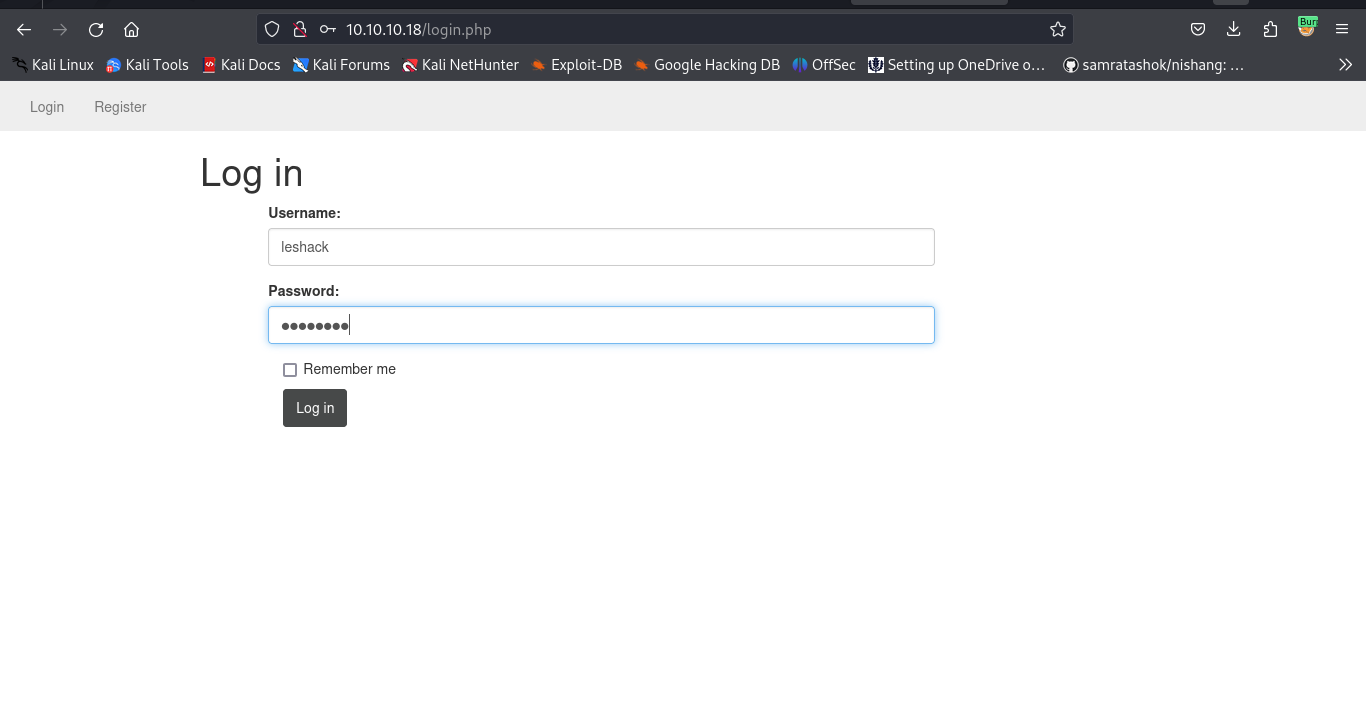 10.10.10.18/login.php
Kali Linux Kali Tools Kali Docs Kali Forums Kali NetHunter Exploit-DB Google Hacking DB OffSec Setting up OneDrive o… samratashok/nishang: …
Login Register
Log in
Username:
leshack
Password:
Remember me
Log in